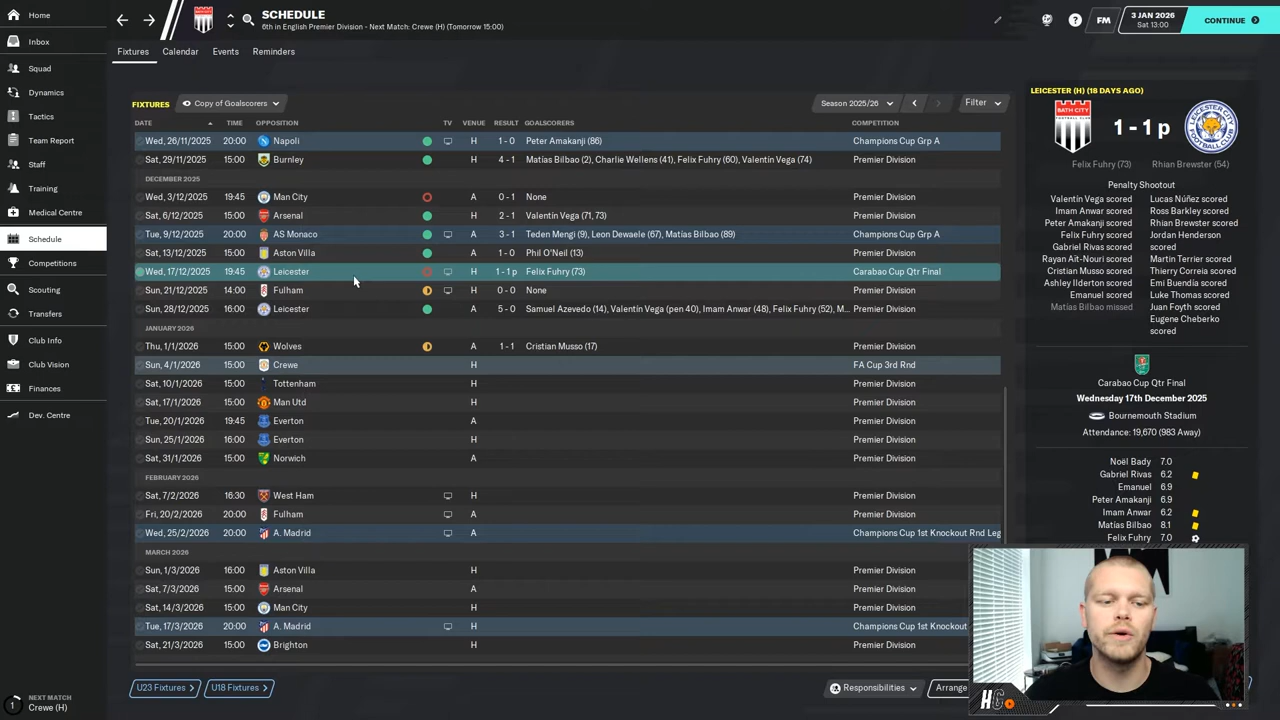 Home
Inbox
Squad
Dynamics
Tactics
Team Report
Staff
Training
Medical Centre
Schedule
Competitions
Scouting
Transfers
Club Info
Club Vision
Finances
Dev. Centre
1 NEXT MATCH
Crewe (H)
BATH CITY
SCHEDULE
6th in English Premier Division - Next Match: Crewe (Tomorrow 15:00)
? FM
3 JAN 2026
Sat 13:00
CONTINUE
Fixtures Calendar Events Reminders
FIXTURES Copy of Goalscorers Season 2025/26 Filter
DATE OPPOSITION TV VENUE RESULT GOALSCORERS COMPETITION
Wed, 26/11/2025 20:00 Napoli H 1 - 0 Peter Amakanji (86) Champions Cup Grp A
Sat, 29/11/2025 15:00 Burnley H 4 - 1 Matías Bilbao (2), Charlie Wellens (41), Felix Fuhry (60), Valentín Vega (74) Premier Division
DECEMBER 2025
Wed, 3/12/2025 19:45 Man City A 0 - 1 None Premier Division
Sat, 6/12/2025 15:00 Arsenal H 2 - 1 Valentín Vega (71, 73) Premier Division
Tue, 9/12/2025 20:00 AS Monaco A 3 - 1 Teden Mengi (9), Leon Dewaele (67), Matías Bilbao (89) Champions Cup Grp A
Sat, 13/12/2025 15:00 Aston Villa A 1 - 0 Phil O'Neil (13) Premier Division
Wed, 17/12/2025 19:45 Leicester H 1 - 1 p Felix Fuhry (73) Carabao Cup Qtr Final
Sun, 21/12/2025 14:00 Fulham H 0 - 0 None Premier Division
Sun, 28/12/2025 16:00 Leicester A 5 - 0 Samuel Azevedo (14), Valentín Vega (pen 40), Imam Anwar (48), Felix Fuhry (52), M... Premier Division
JANUARY 2026
Thu, 1/1/2026 15:00 Wolves A 1 - 1 Cristian Musso (17) Premier Division
Sun, 4/1/2026 15:00 Crewe H FA Cup 3rd Rnd
Sat, 10/1/2026 15:00 Tottenham H Premier Division
Sat, 17/1/2026 15:00 Man Utd H Premier Division
Tue, 20/1/2026 19:45 Everton A Premier Division
Sun, 25/1/2026 16:00 Everton H Premier Division
Sat, 31/1/2026 15:00 Norwich A Premier Division
FEBRUARY 2026
Sat, 7/2/2026 16:30 West Ham H Premier Division
Fri, 20/2/2026 20:00 Fulham A Premier Division
Wed, 25/2/2026 20:00 A. Madrid A Champions Cup 1st Knockout Rnd Leg
MARCH 2026
Sun, 1/3/2026 16:00 Aston Villa H Premier Division
Sat, 7/3/2026 15:00 Arsenal A Premier Division
Sat, 14/3/2026 15:00 Man City H Premier Division
Tue, 17/3/2026 20:00 A. Madrid H Champions Cup 1st Knockout
Sat, 21/3/2026 15:00 Brighton H Premier Division
U23 Fixtures U18 Fixtures Responsibilities Arrange
LEICESTER (H) (18 DAYS AGO)
BATH CITY
FOOTBALL CLUB
1 - 1 p
Felix Fuhry (73) Rhian Brewster (54)
Penalty Shootout
Valentín Vega scored Lucas Núñez scored
Imam Anwar scored Ross Barkley scored
Peter Amakanji scored Rhian Brewster scored
Felix Fuhry scored Jordan Henderson
Gabriel Rivas scored scored
Rayan Ait-Nouri scored Martin Terrier scored
Cristian Musso scored Thierry Correia scored
Ashley Ilderton scored Emi Buendía scored
Emanuel scored Luke Thomas scored
Matías Bilbao missed Juan Foyth scored
Eugene Cheberko
scored
Carabao Cup Qtr Final
Wednesday 17th December 2025
Bournemouth Stadium
Attendance: 19,670 (983 Away)
Noël Bady 7.0
Gabriel Rivas 6.2
Emanuel 6.9
Peter Amakanji 6.9
Imam Anwar 6.2
Matías Bilbao 8.1
Felix Fuhry 7.0
HG